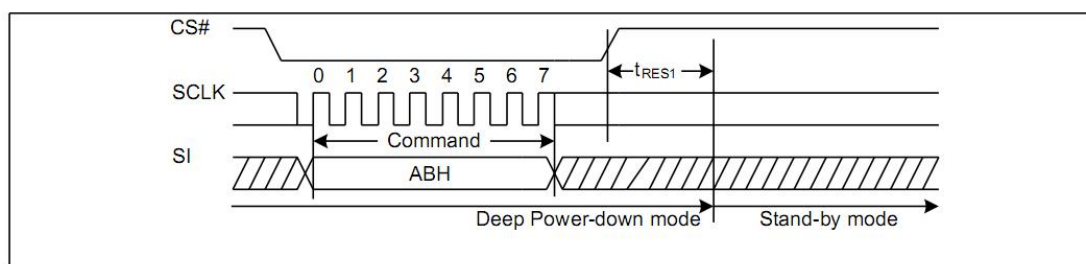 CS#
tRES1
0 1 2 3 4 5 6 7
SCLK
Command
SI
ABH
Deep Power-down mode Stand-by mode